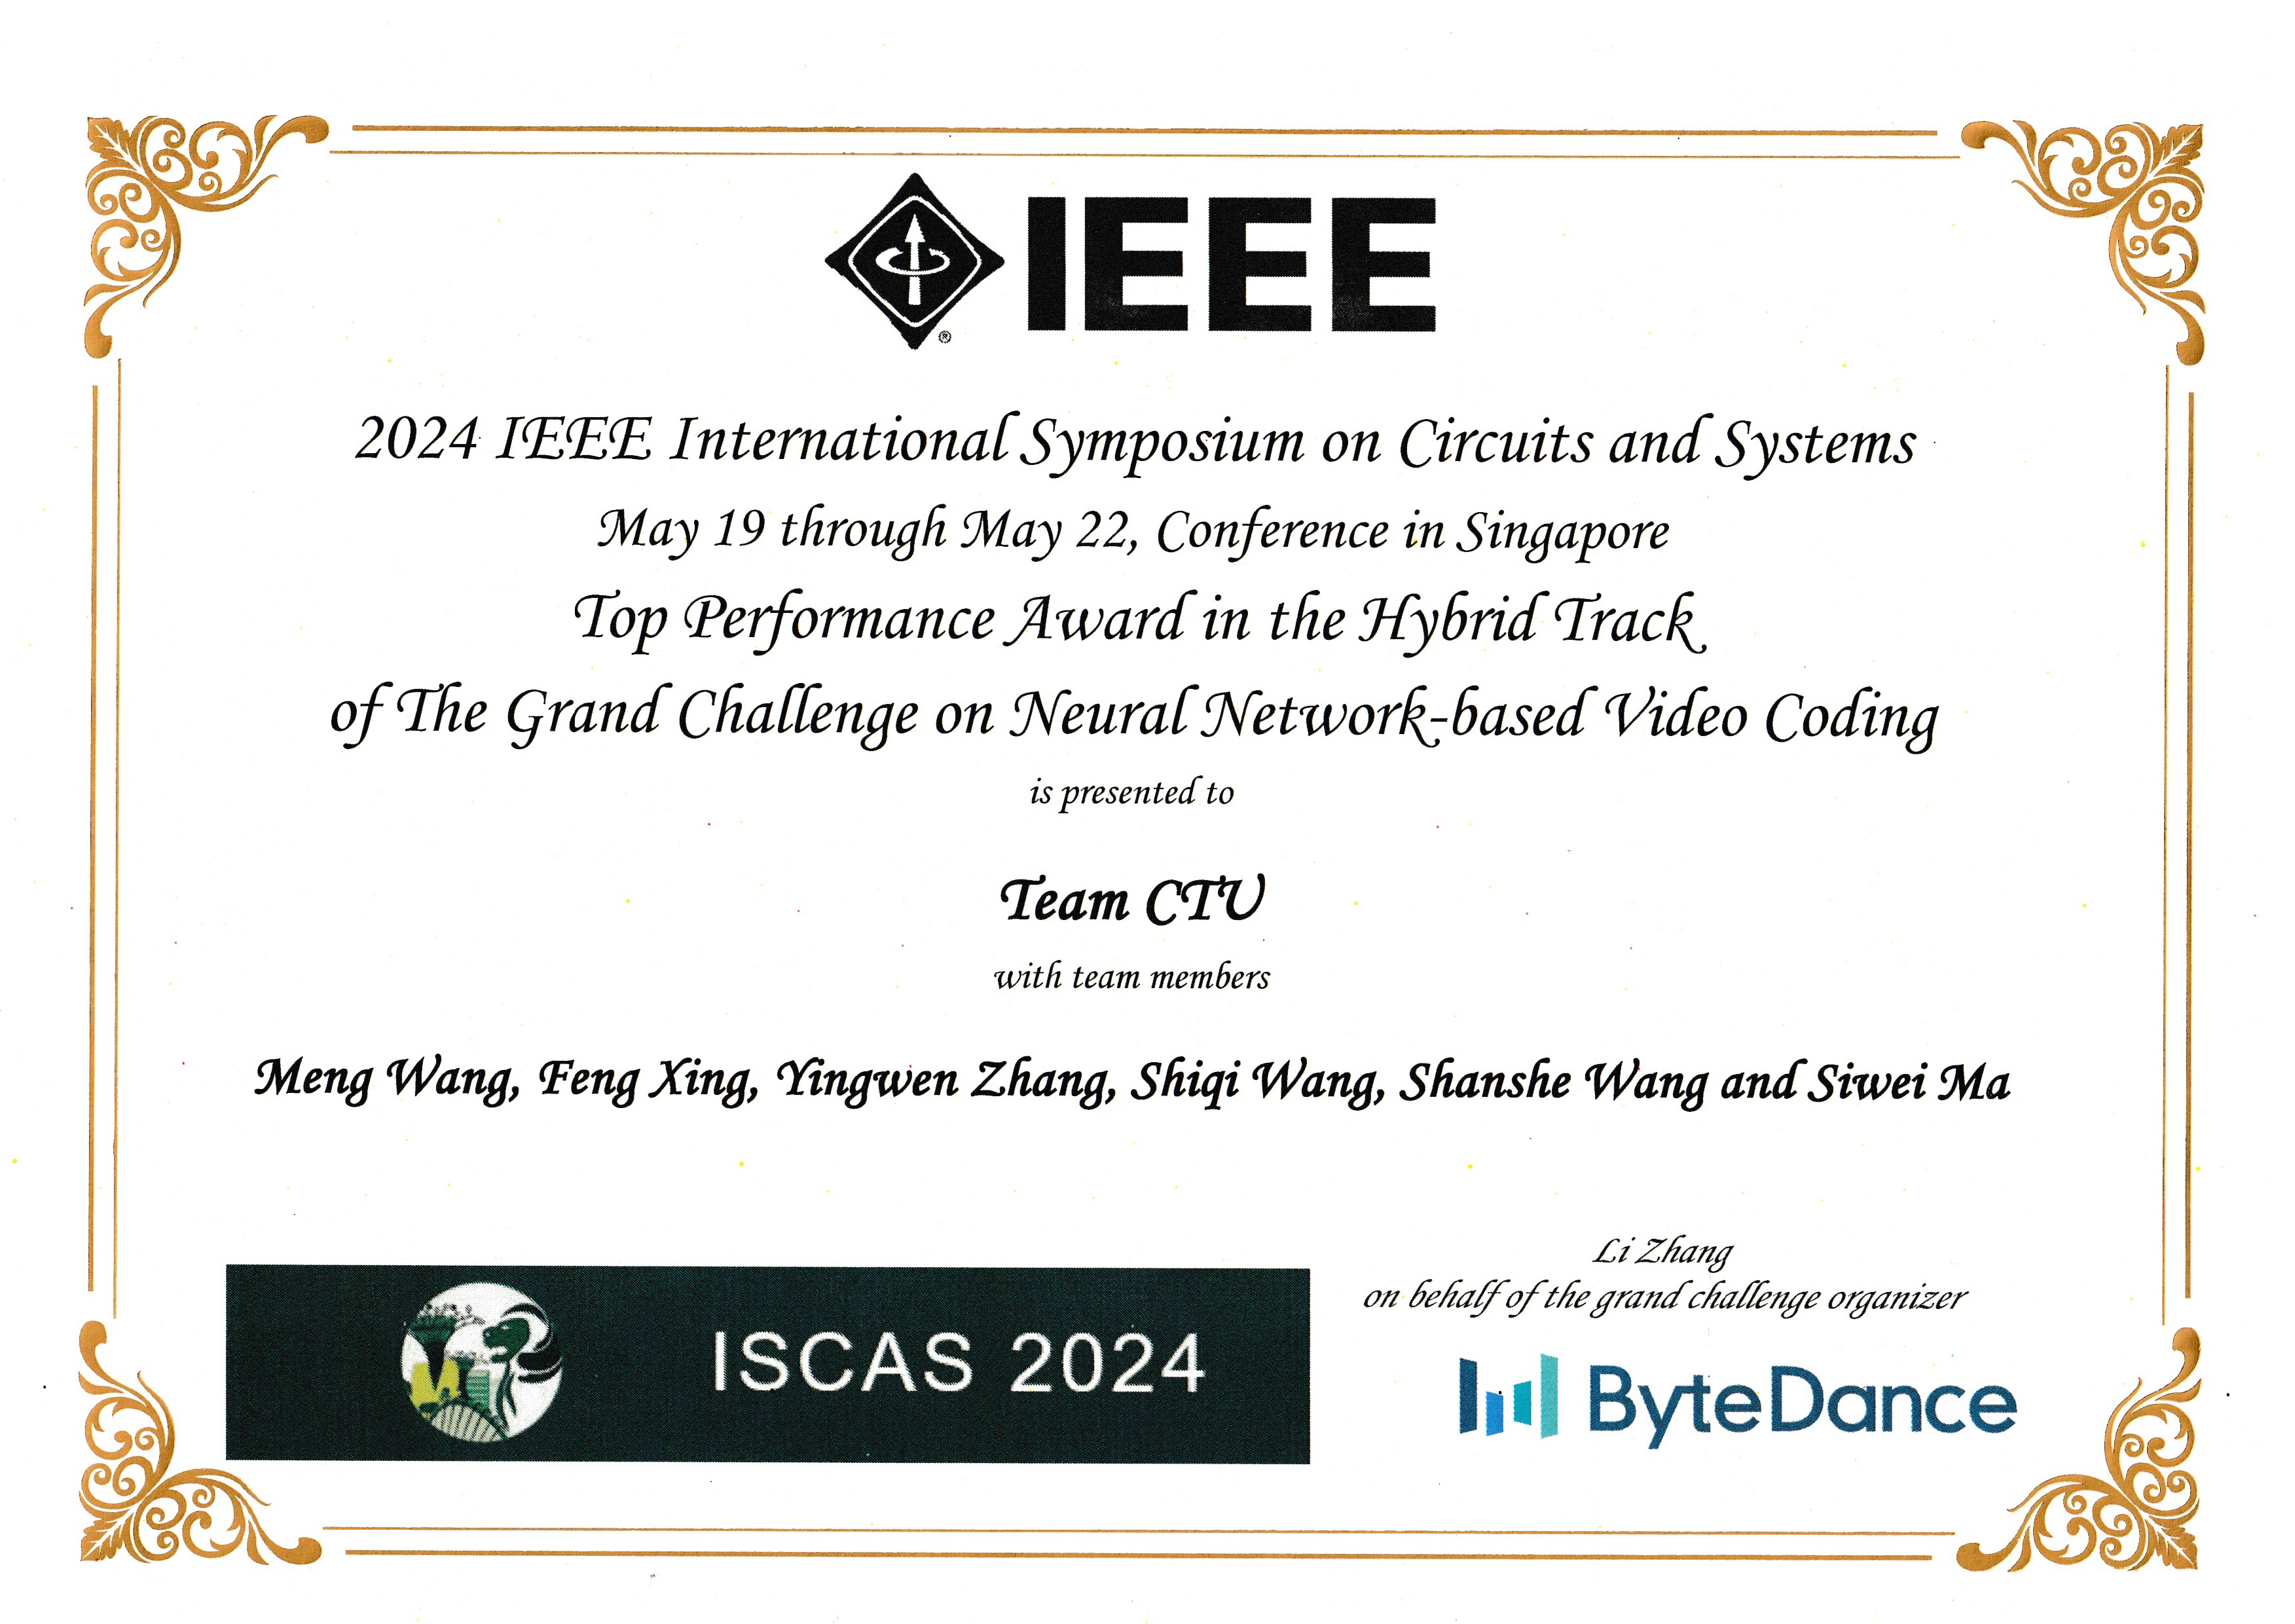 IEEE
®
2024 IEEE International Symposium on Circuits and Systems
May 19 through May 22, Conference in Singapore
Top Performance Award in the Hybrid Track
of The Grand Challenge on Neural Network-based Video Coding
is presented to
Team CTU
with team members
Meng Wang, Feng Xing, Yingwen Zhang, Shiqi Wang, Shanshe Wang and Siwei Ma
Li Zhang
on behalf of the grand challenge organizer
ISCAS 2024
ByteDance